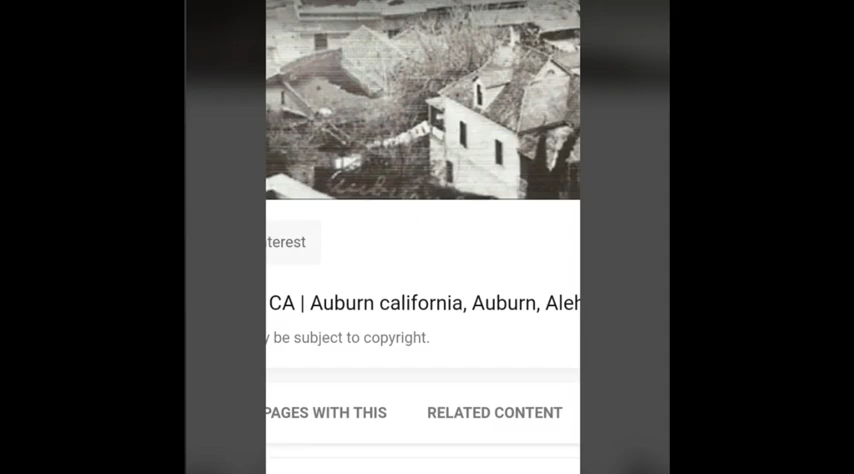 terest
CA | Auburn california, Auburn, Aleh
y be subject to copyright.
PAGES WITH THIS
RELATED CONTENT